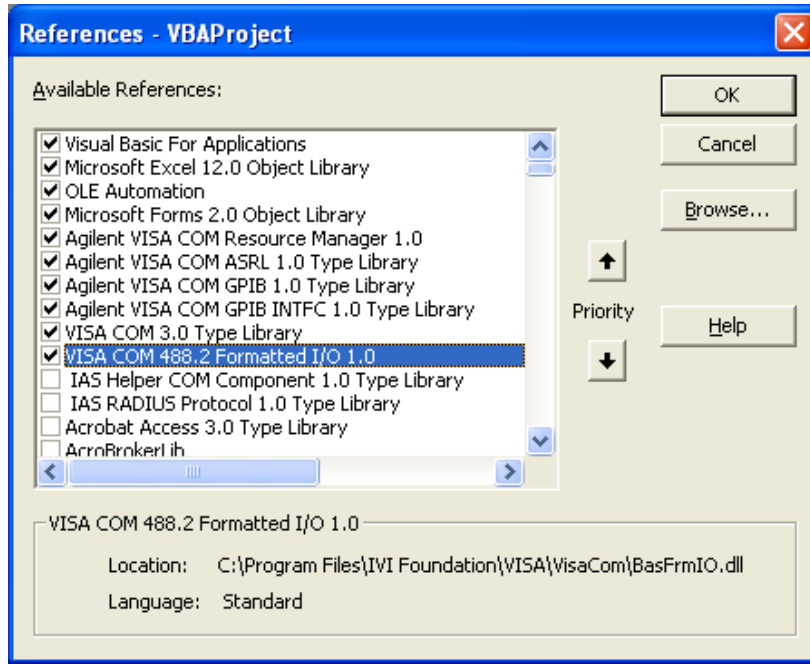 References - VBAProject
Available References:
Visual Basic For Applications
Microsoft Excel 12.0 Object Library
OLE Automation
Microsoft Forms 2.0 Object Library
Agilent VISA COM Resource Manager 1.0
Agilent VISA COM ASRL 1.0 Type Library
Agilent VISA COM GPIB 1.0 Type Library
Agilent VISA COM GPIB INTFC 1.0 Type Library
VISA COM 3.0 Type Library
VISA COM 488.2 Formatted I/O 1.0
IAS Helper COM Component 1.0 Type Library
IAS RADIUS Protocol 1.0 Type Library
Acrobat Access 3.0 Type Library
AcroBrokerLib
Priority
OK
Cancel
Browse...
Help
VISA COM 488.2 Formatted I/O 1.0
Location: C:\Program Files\IVI Foundation\VISA\VisaCom\BasFrmIO.dll
Language: Standard